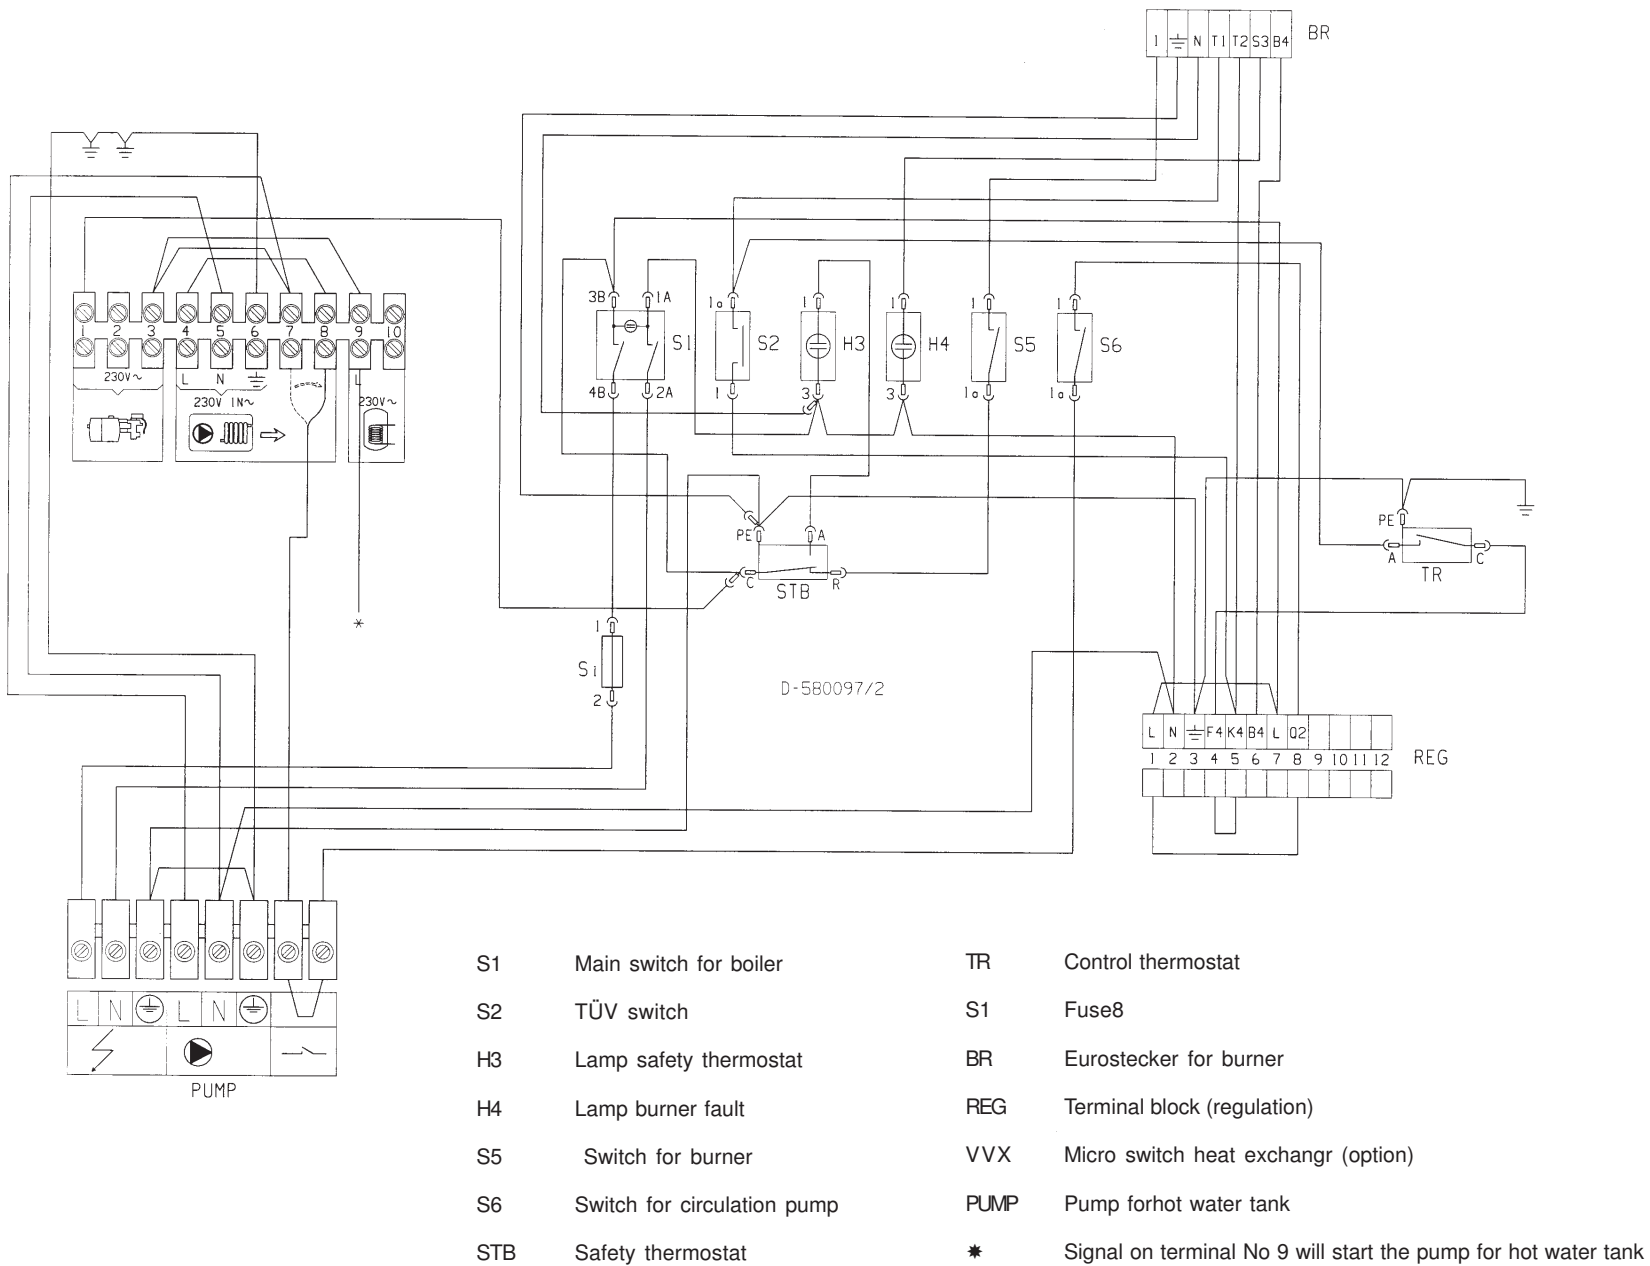 1 N T1 T2 S3 B4 BR
1 2 3 4 5 6 7 8 9 10
230V~ L N L
230V 1N~ 230V~
*
3B 1A 1a 1 1 1 1
S1 S2 H3 H4 S5 S6
4B 2A 1 3 3 1a 1a
PE A
C R
STB
PE
A C
TR
1
Si
2
D-580097/2
L N F4 K4 B4 L Q2
1 2 3 4 5 6 7 8 9 10 11 12 REG
L N L N
PUMP
S1 Main switch for boiler
S2 TÜV switch
H3 Lamp safety thermostat
H4 Lamp burner fault
S5 Switch for burner
S6 Switch for circulation pump
STB Safety thermostat
TR Control thermostat
S1 Fuse8
BR Eurostecker for burner
REG Terminal block (regulation)
VVX Micro switch heat exchangr (option)
PUMP Pump forhot water tank
✱ Signal on terminal No 9 will start the pump for hot water tank